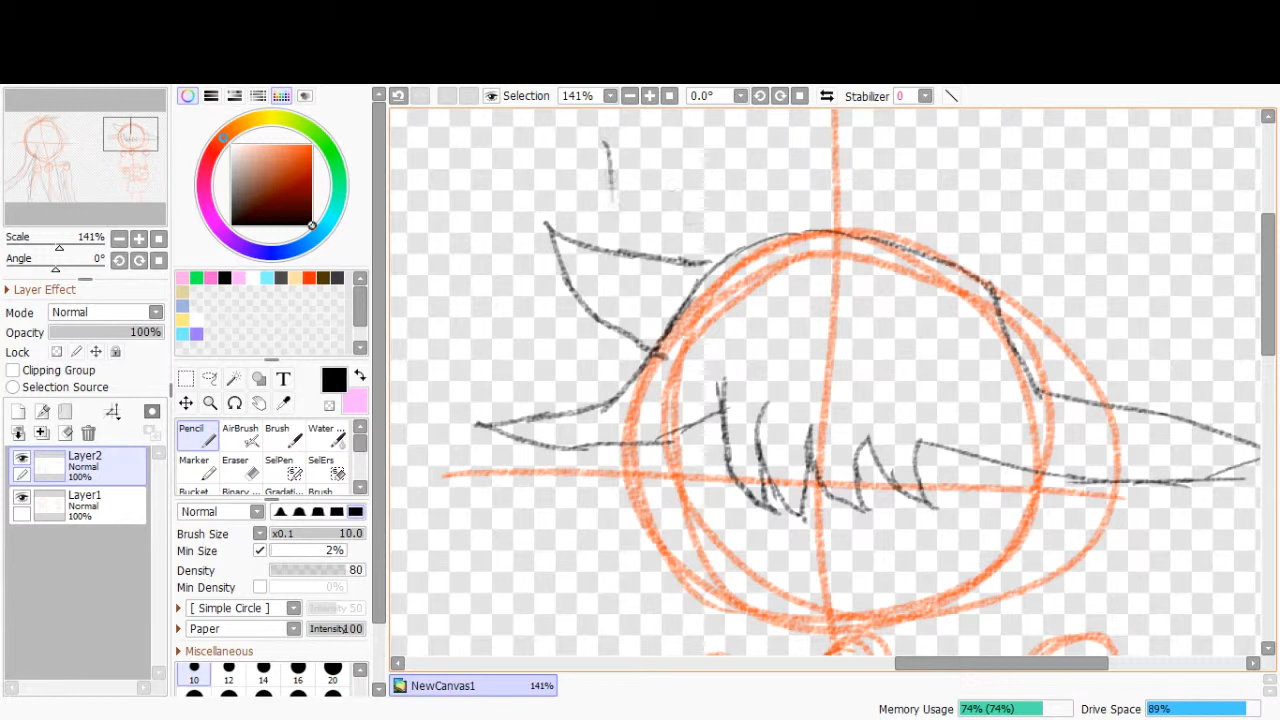 Selection 141% 0.0° Stabilizer 0
Scale 141%
Angle 0°
Layer Effect
Mode Normal
Opacity 100%
Lock
Clipping Group
Selection Source
Layer2
Normal
100%
Layer1
Normal
100%
T
Pencil AirBrush Brush Water ...
Marker Eraser SelPen SelErs
Bucket Binary ... Gradati... Brush
Normal
Brush Size x0.1 10.0
Min Size 2%
Density 80
Min Density 0%
[ Simple Circle ] Intensity 50
Paper Intensity 100
Miscellaneous
10 12 14 16 20
NewCanvas1 141%
Memory Usage 74% (74%) Drive Space 89%